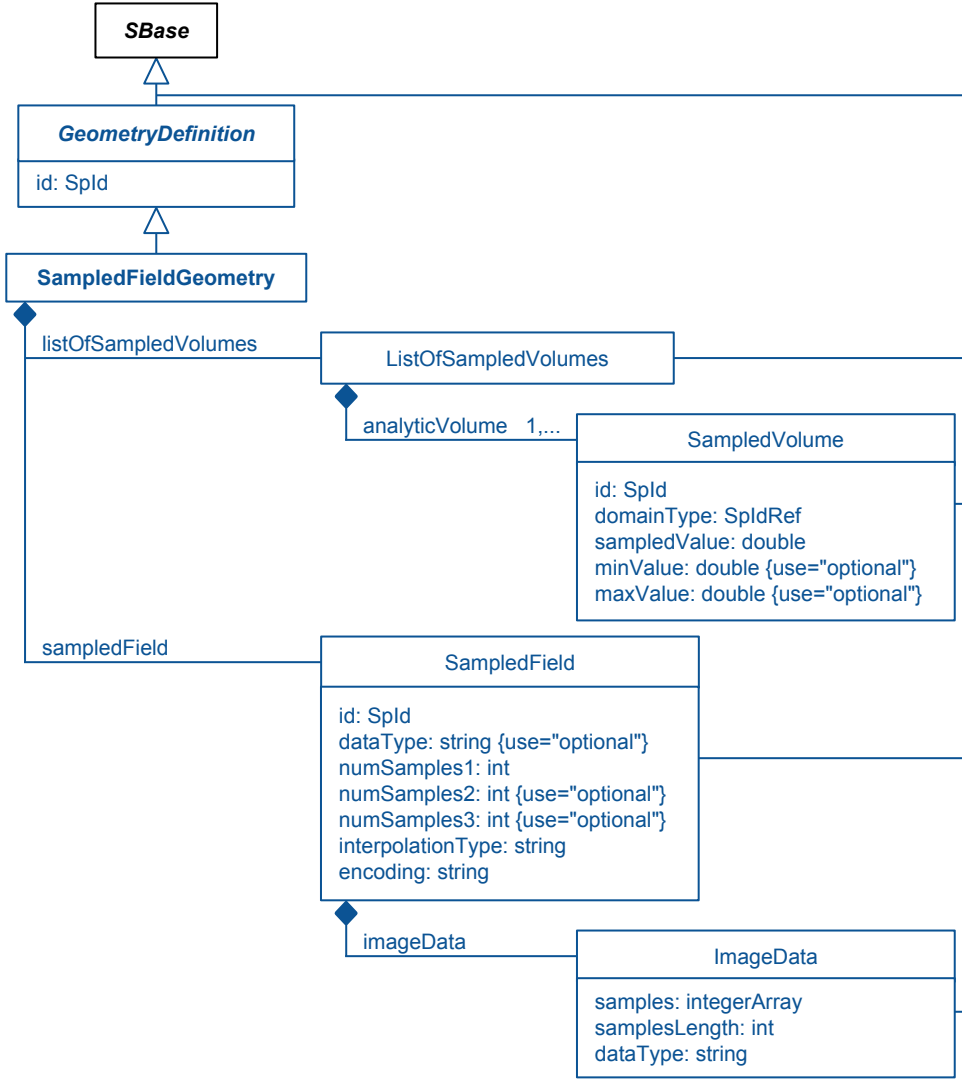 SBase
GeometryDefinition
id: SpId
SampledFieldGeometry
listOfSampledVolumes
ListOfSampledVolumes
analyticVolume 1,...
SampledVolume
id: SpId
domainType: SpIdRef
sampledValue: double
minValue: double {use="optional"}
maxValue: double {use="optional"}
sampledField
SampledField
id: SpId
dataType: string {use="optional"}
numSamples1: int
numSamples2: int {use="optional"}
numSamples3: int {use="optional"}
interpolationType: string
encoding: string
imageData
ImageData
samples: integerArray
samplesLength: int
dataType: string